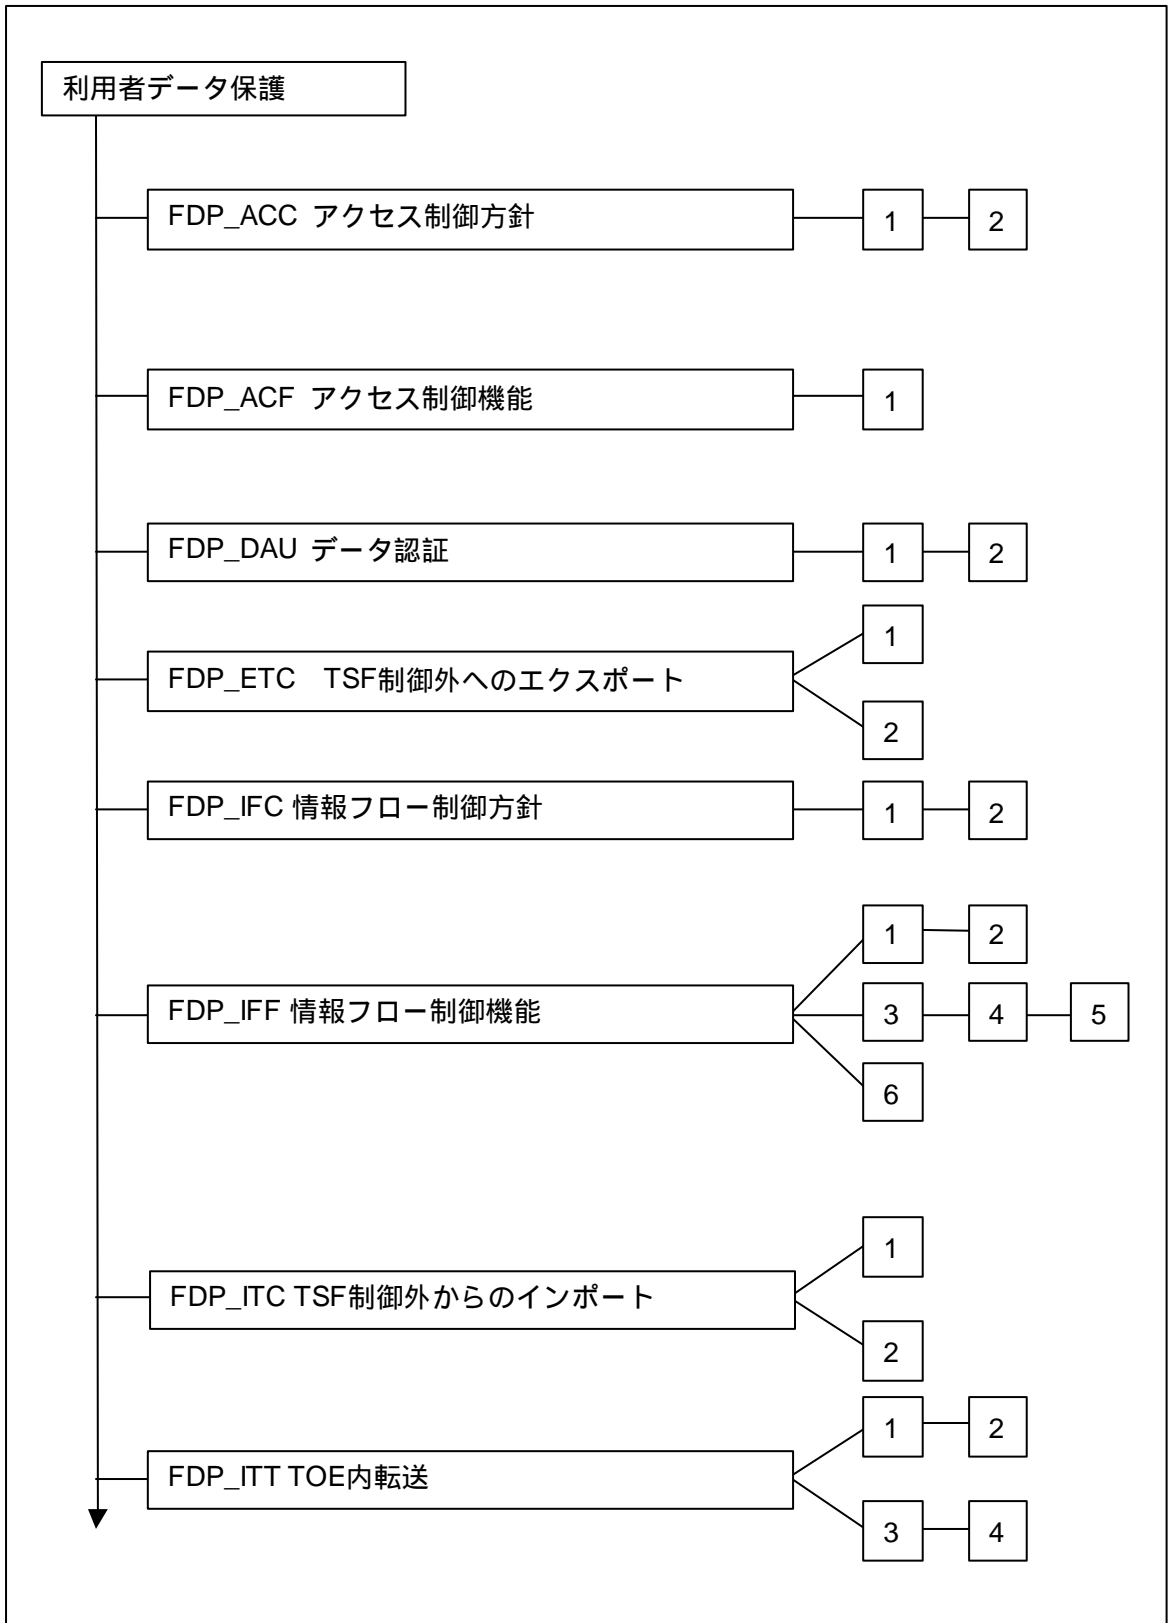 利用者データ保護
FDP_ACC アクセス制御方針 1 2
FDP_ACF アクセス制御機能 1
FDP_DAU データ認証 1 2
1
FDP_ETC TSF制御外へのエクスポート
2
FDP_IFC 情報フロー制御方針 1 2
1 2
FDP_IFF 情報フロー制御機能 3 4 5
6
1
FDP_ITC TSF制御外からのインポート
2
1 2
FDP_ITT TOE内転送
3 4